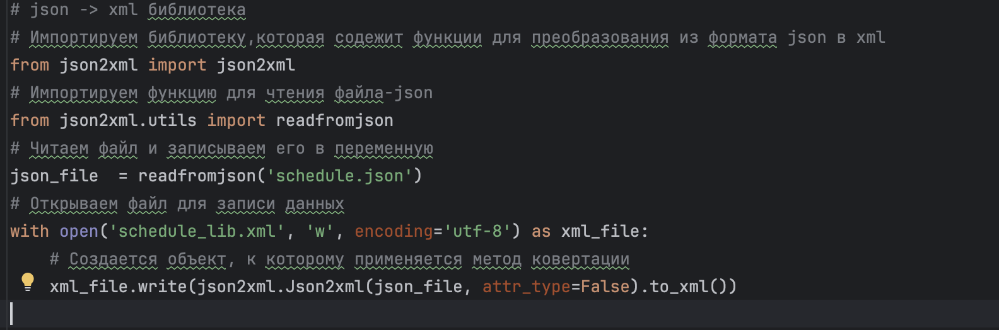 # json -> xml библиотека
# Импортируем библиотеку,которая содежит функции для преобразования из формата json в xml
from json2xml import json2xml
# Импортируем функцию для чтения файла-json
from json2xml.utils import readfromjson
# Читаем файл и записываем его в переменную
json_file  = readfromjson('schedule.json')
# Открываем файл для записи данных
with open('schedule_lib.xml', 'w', encoding='utf-8') as xml_file:
    # Создается объект, к которому применяется метод ковертации
    xml_file.write(json2xml.Json2xml(json_file, attr_type=False).to_xml())